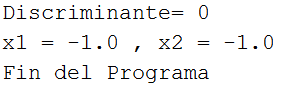 Discriminante= 0
x1 = -1.0 , x2 = -1.0
Fin del Programa